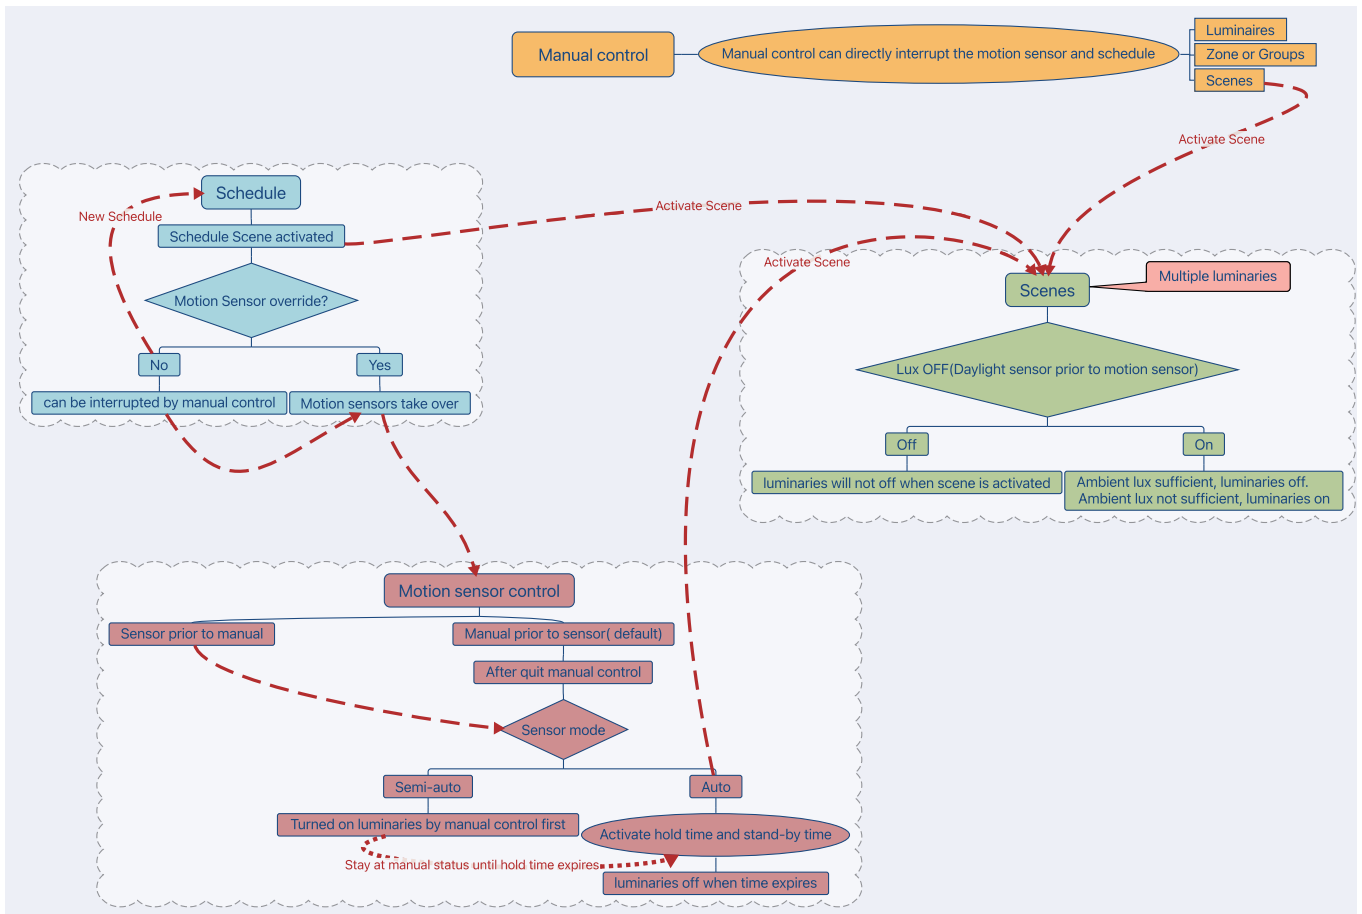 Manual control
Manual control can directly interrupt the motion sensor and schedule
Luminaires
Zone or Groups
Scenes
Activate Scene
Schedule
New Schedule
Schedule Scene activated
Activate Scene
Motion Sensor override?
No
Yes
can be interrupted by manual control
Motion sensors take over
Activate Scene
Scenes
Multiple luminaries
Lux OFF(Daylight sensor prior to motion sensor)
Off
On
luminaries will not off when scene is activated
Ambient lux sufficient, luminaries off.
Ambient lux not sufficient, luminaries on
Motion sensor control
Sensor prior to manual
Manual prior to sensor( default)
After quit manual control
Sensor mode
Semi-auto
Auto
Turned on luminaries by manual control first
Activate hold time and stand-by time
Stay at manual status until hold time expires
luminaries off when time expires